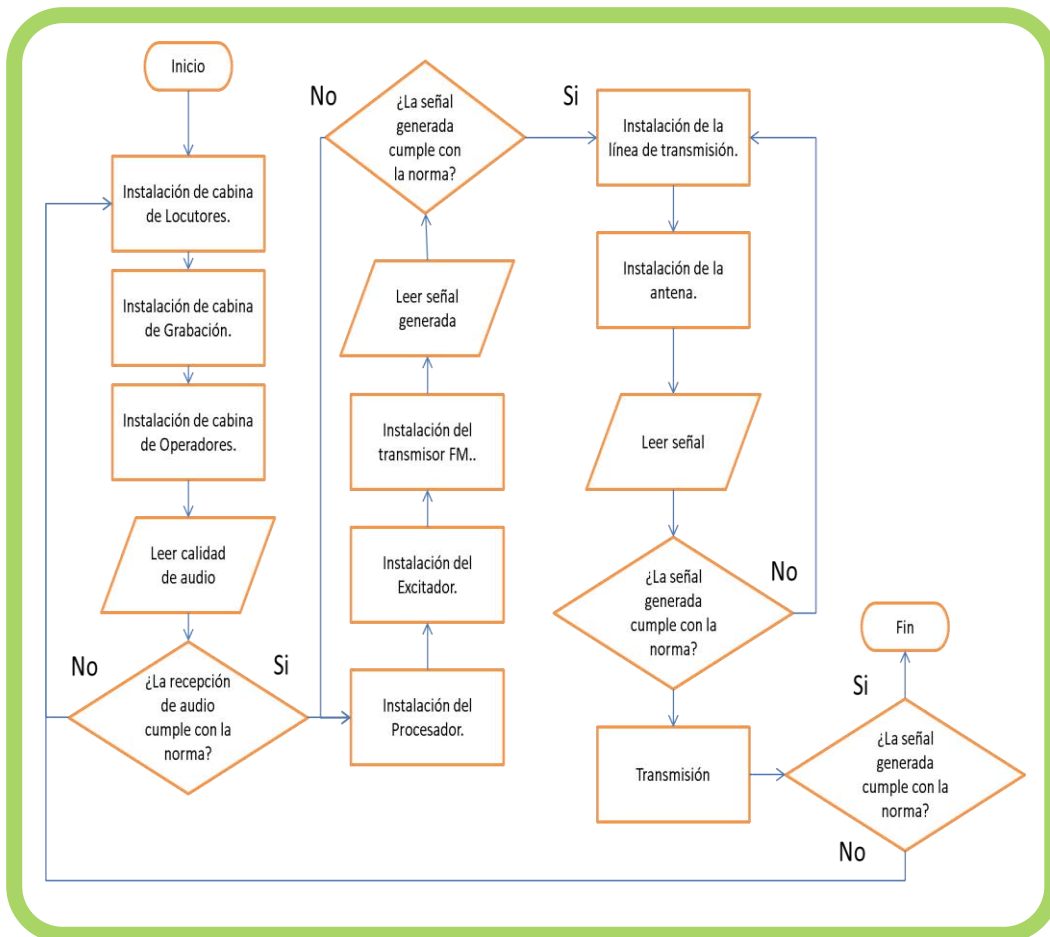 Inicio
Instalación de cabina
de Locutores.
Instalación de cabina
de Grabación.
Instalación de cabina
de Operadores.
Leer calidad
de audio
No
Si
¿La recepción
de audio
cumple con la
norma?
Instalación del
Procesador.
Instalación del
Excitador.
Instalación del
transmisor FM..
Leer señal
generada
No
Si
¿La señal
generada
cumple con
la norma?
Instalación de la
línea de transmisión.
Instalación de la
antena.
Leer señal
¿La señal
generada
cumple con la
norma?
No
Transmisión
¿La señal
generada
cumple con la
norma?
Si
No
Fin